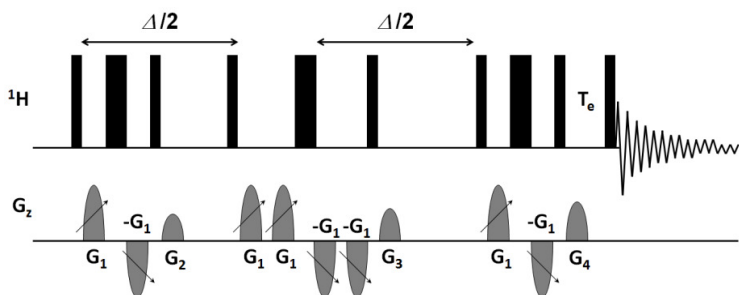 Δ/2 Δ/2
¹H Tₑ
G_z
-G₁ -G₁ -G₁ -G₁
G₁ G₂ G₁ G₁ G₃ G₁ G₄